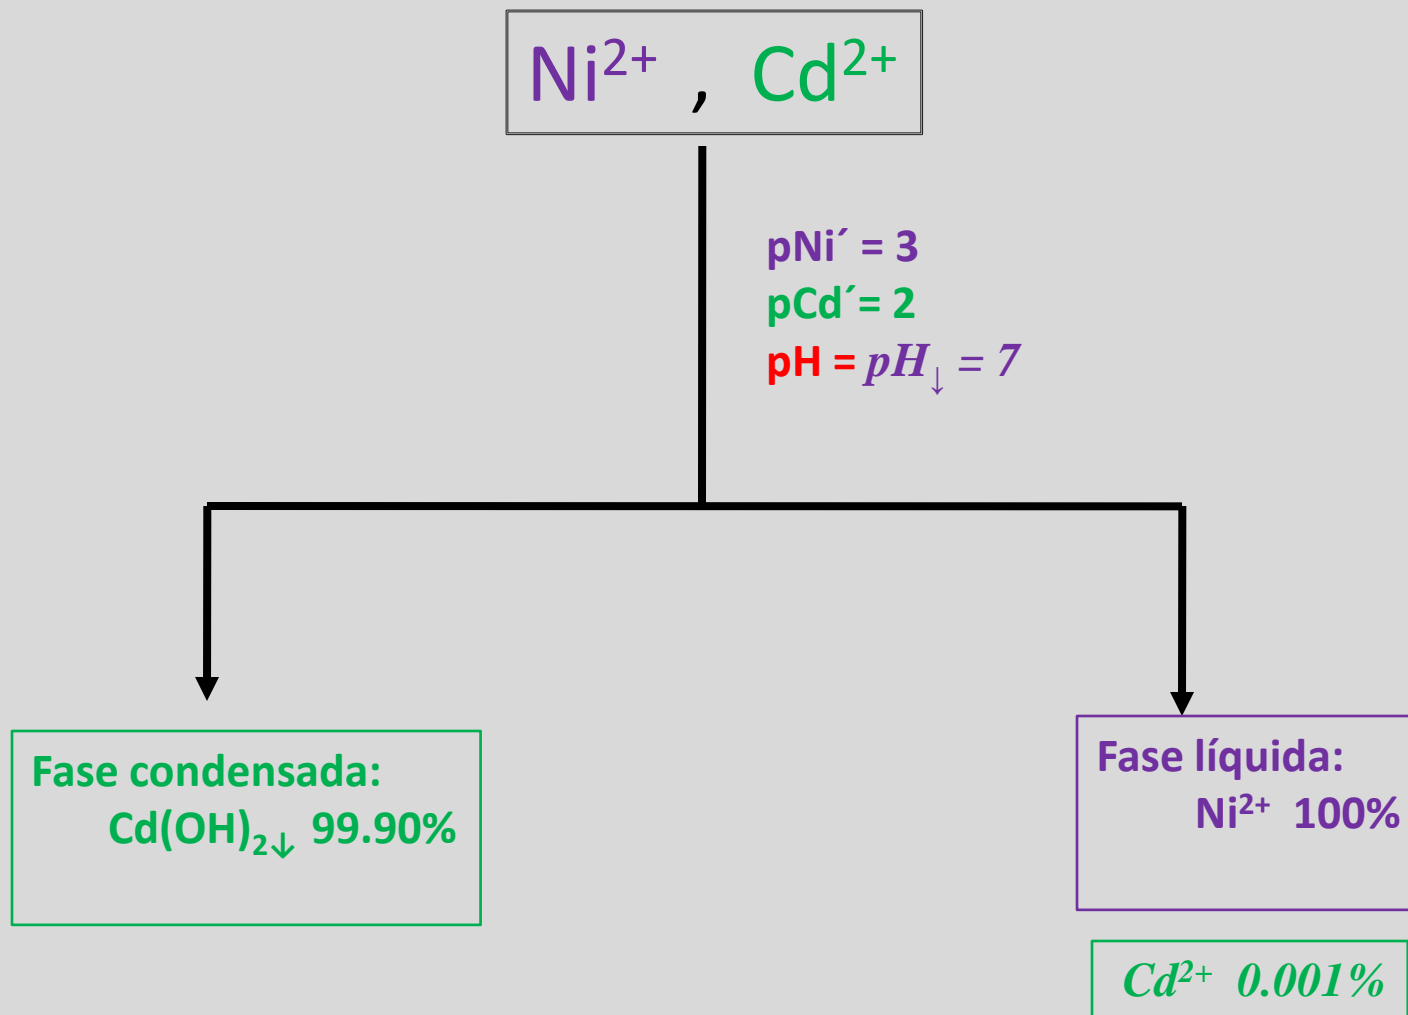 Ni²⁺ , Cd²⁺
pNi´ = 3
pCd´= 2
pH = pH↓ = 7
Fase condensada:
Cd(OH)₂↓ 99.90%
Fase líquida:
Ni²⁺ 100%
Cd²⁺ 0.001%